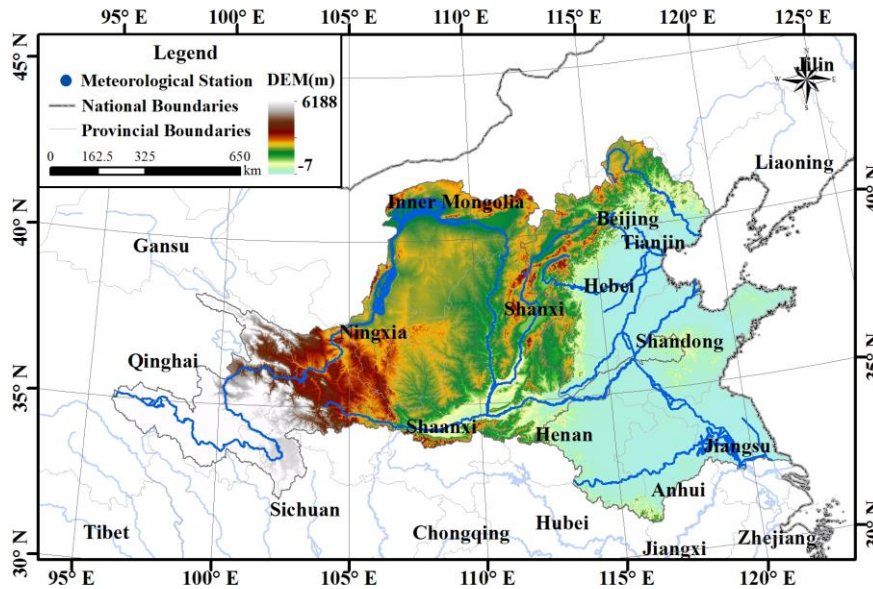 95° E 100° E 105° E 110° E 115° E 120° E 125° E
45° N
Legend
Meteorological Station
National Boundaries
Provincial Boundaries
0 162.5 325 650
km
DEM(m)
6188
-7
Jilin
N
W E
S
Liaoning
40° N
Inner Mongolia
Beijing
Tianjin
40° N
Gansu
Hebei
Shanxi
Ningxia
Shandong
Qinghai
25° N
35° N
Shaanxi
Henan
Jiangsu
Anhui
Sichuan
Tibet
Chongqing
Hubei
Jiangxi
Zhejiang
20° N
30° N
95° E 100° E 105° E 110° E 115° E 120° E